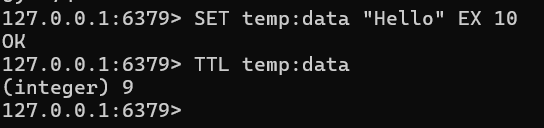 127.0.0.1:6379> SET temp:data "Hello" EX 10
OK
127.0.0.1:6379> TTL temp:data
(integer) 9
127.0.0.1:6379>